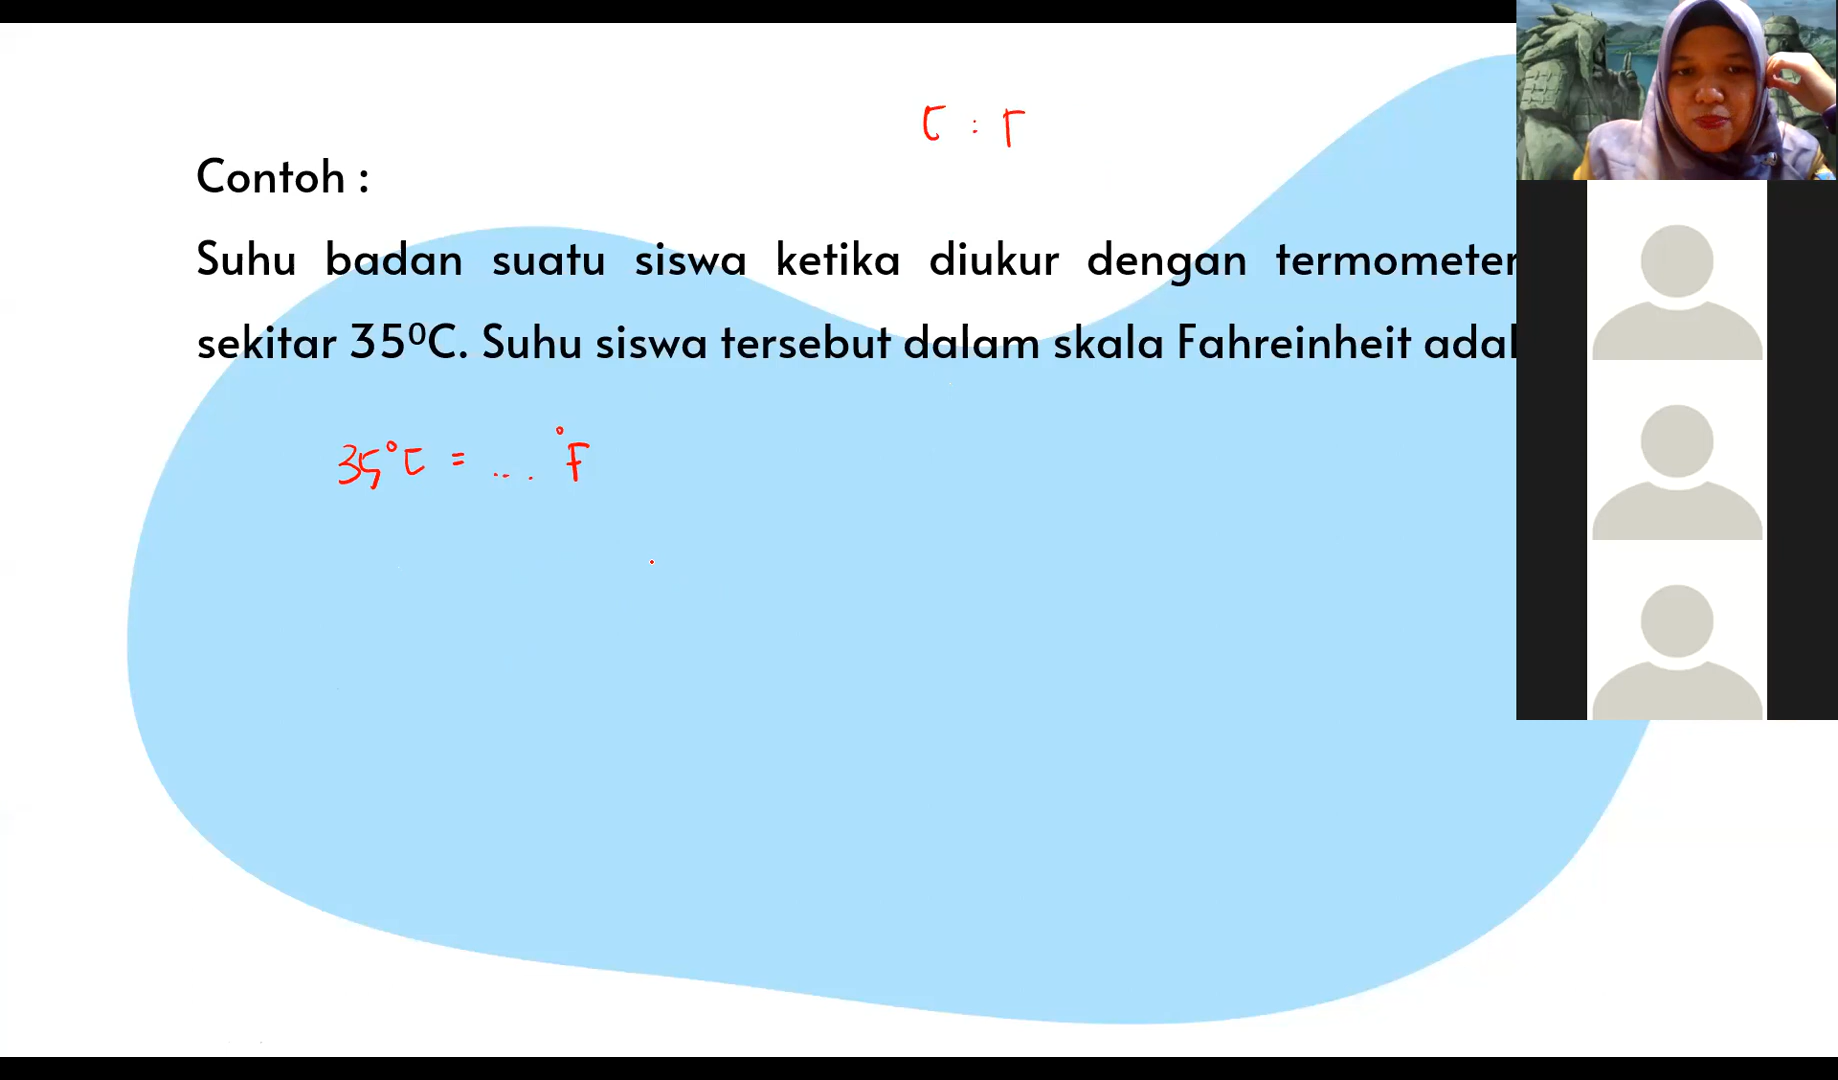 C : F
Contoh :
Suhu badan suatu siswa ketika diukur dengan termometer
sekitar 35⁰C. Suhu siswa tersebut dalam skala Fahreinheit adal
35°C = ... °F